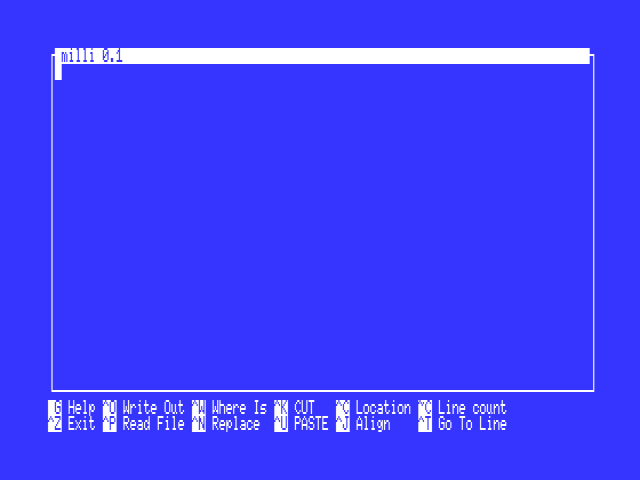 milli 0.1
^G Help ^O Write Out ^W Where Is ^K CUT ^C Location ^C Line count
^Z Exit ^P Read File ^N Replace ^U PASTE ^J Align ^T Go To Line